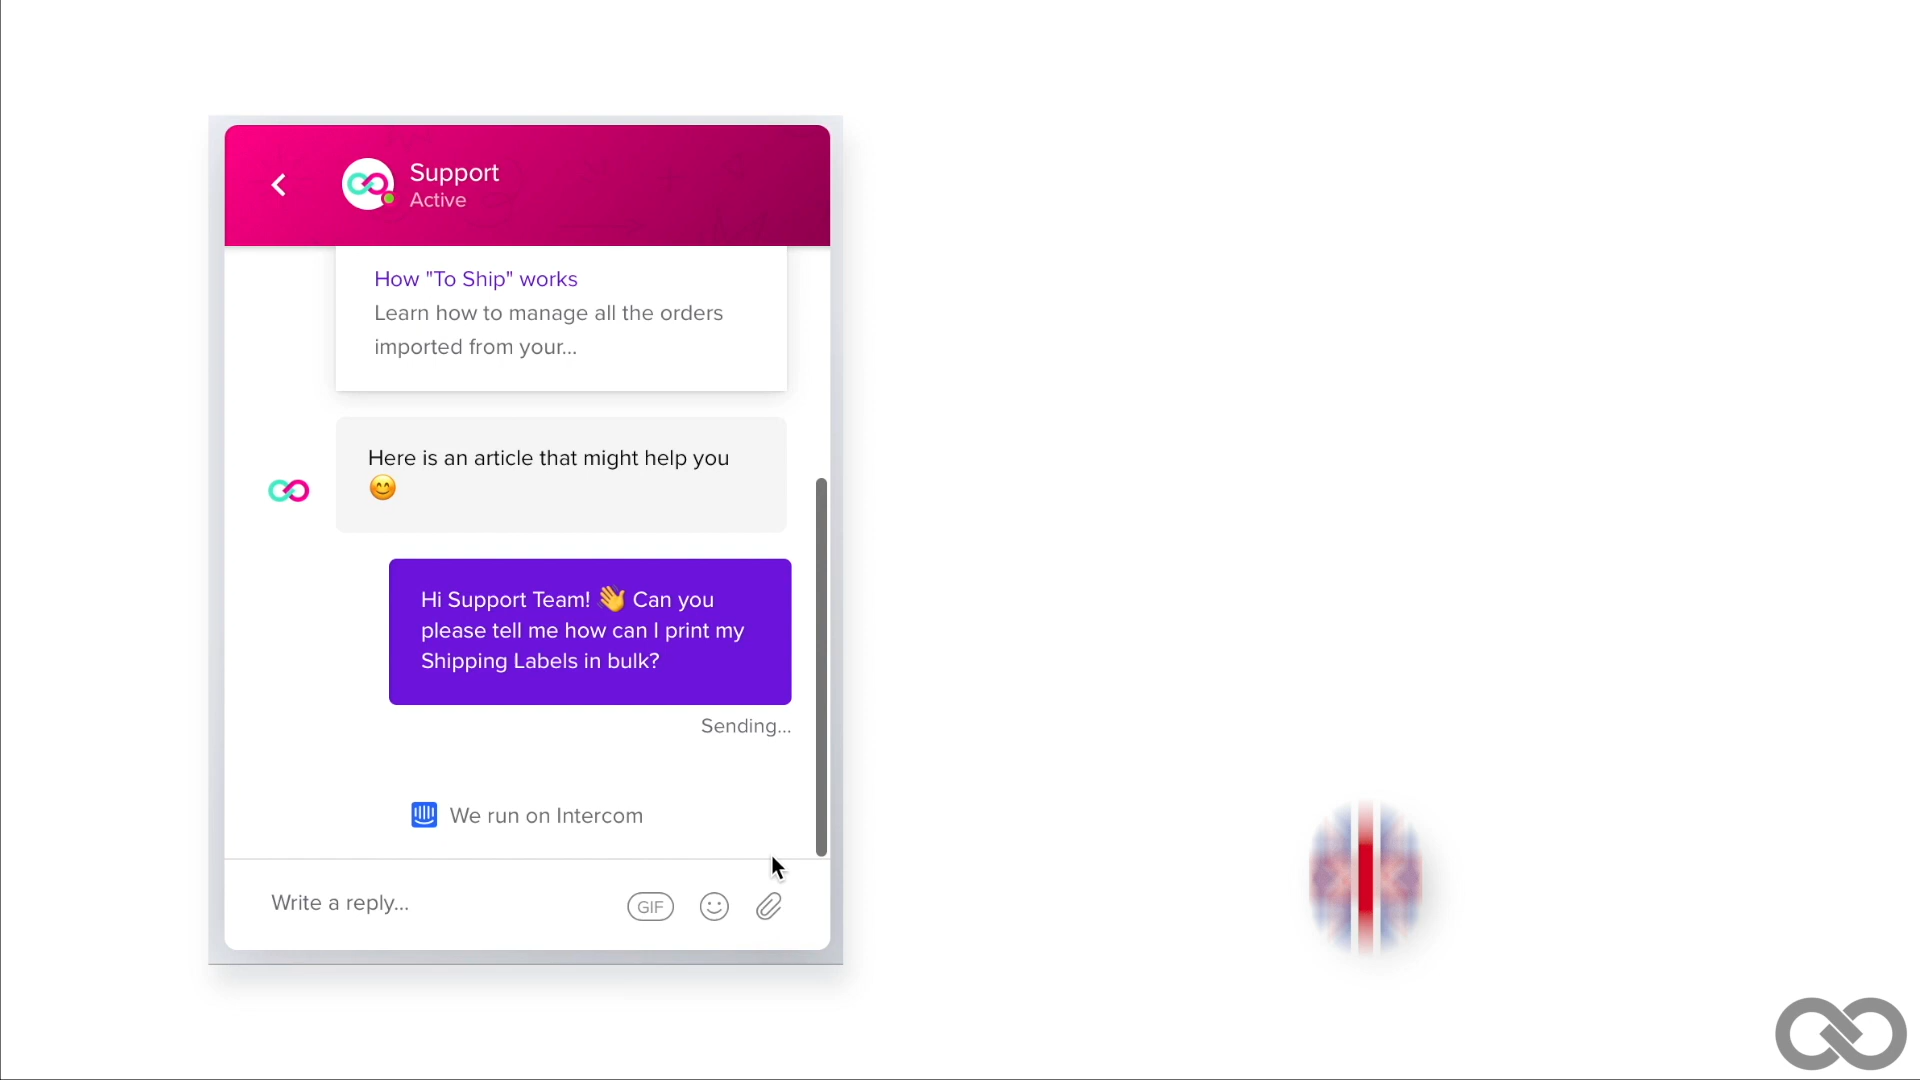 Support
Active
How "To Ship" works
Learn how to manage all the orders
imported from your...
Here is an article that might help you
😊
Hi Support Team! 👋 Can you
please tell me how can I print my
Shipping Labels in bulk?
Sending...
We run on Intercom
Write a reply...
GIF